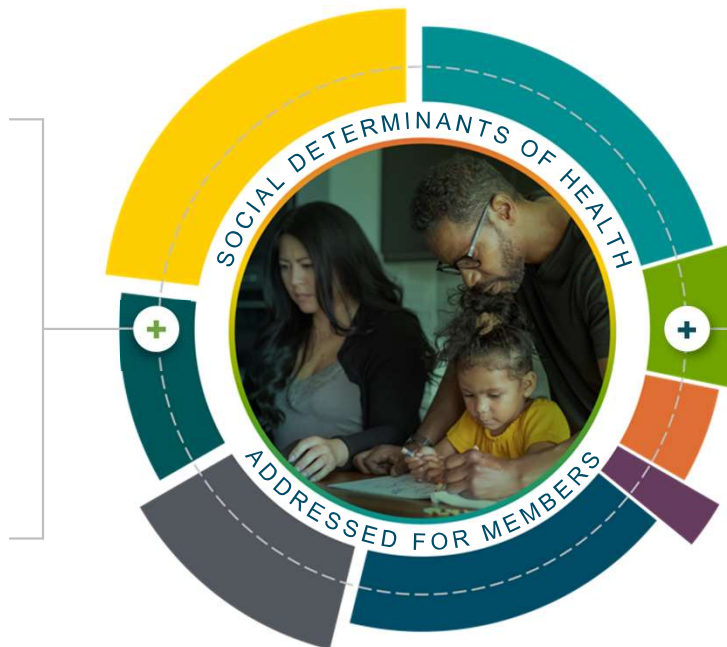 SOCIAL DETERMINANTS OF HEALTH
ADDRESSED FOR MEMBERS